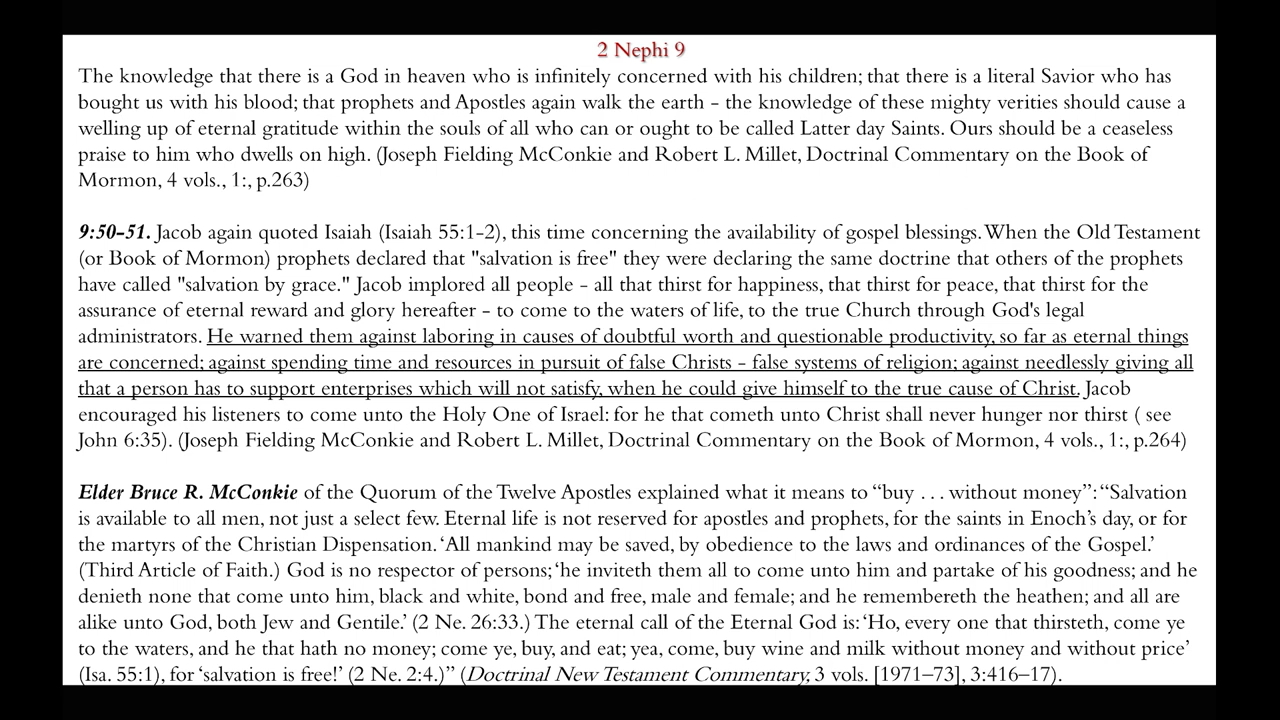 2 Nephi 9
The knowledge that there is a God in heaven who is infinitely concerned with his children; that there is a literal Savior who has
bought us with his blood; that prophets and Apostles again walk the earth - the knowledge of these mighty verities should cause a
welling up of eternal gratitude within the souls of all who can or ought to be called Latter day Saints. Ours should be a ceaseless
praise to him who dwells on high. (Joseph Fielding McConkie and Robert L. Millet, Doctrinal Commentary on the Book of
Mormon, 4 vols., 1:, p.263)
9:50-51. Jacob again quoted Isaiah (Isaiah 55:1-2), this time concerning the availability of gospel blessings. When the Old Testament
(or Book of Mormon) prophets declared that "salvation is free" they were declaring the same doctrine that others of the prophets
have called "salvation by grace." Jacob implored all people - all that thirst for happiness, that thirst for peace, that thirst for the
assurance of eternal reward and glory hereafter - to come to the waters of life, to the true Church through God's legal
administrators. He warned them against laboring in causes of doubtful worth and questionable productivity, so far as eternal things
are concerned; against spending time and resources in pursuit of false Christs - false systems of religion; against needlessly giving all
that a person has to support enterprises which will not satisfy, when he could give himself to the true cause of Christ. Jacob
encouraged his listeners to come unto the Holy One of Israel: for he that cometh unto Christ shall never hunger nor thirst ( see
John 6:35). (Joseph Fielding McConkie and Robert L. Millet, Doctrinal Commentary on the Book of Mormon, 4 vols., 1:, p.264)
Elder Bruce R. McConkie of the Quorum of the Twelve Apostles explained what it means to “buy . . . without money”: “Salvation
is available to all men, not just a select few. Eternal life is not reserved for apostles and prophets, for the saints in Enoch’s day, or for
the martyrs of the Christian Dispensation. ‘All mankind may be saved, by obedience to the laws and ordinances of the Gospel.’
(Third Article of Faith.) God is no respector of persons; ‘he inviteth them all to come unto him and partake of his goodness; and he
denieth none that come unto him, black and white, bond and free, male and female; and he remembereth the heathen; and all are
alike unto God, both Jew and Gentile.’ (2 Ne. 26:33.) The eternal call of the Eternal God is: ‘Ho, every one that thirsteth, come ye
to the waters, and he that hath no money; come ye, buy, and eat; yea, come, buy wine and milk without money and without price’
(Isa. 55:1), for ‘salvation is free!’ (2 Ne. 2:4.)” (Doctrinal New Testament Commentary, 3 vols. [1971–73], 3:416–17).